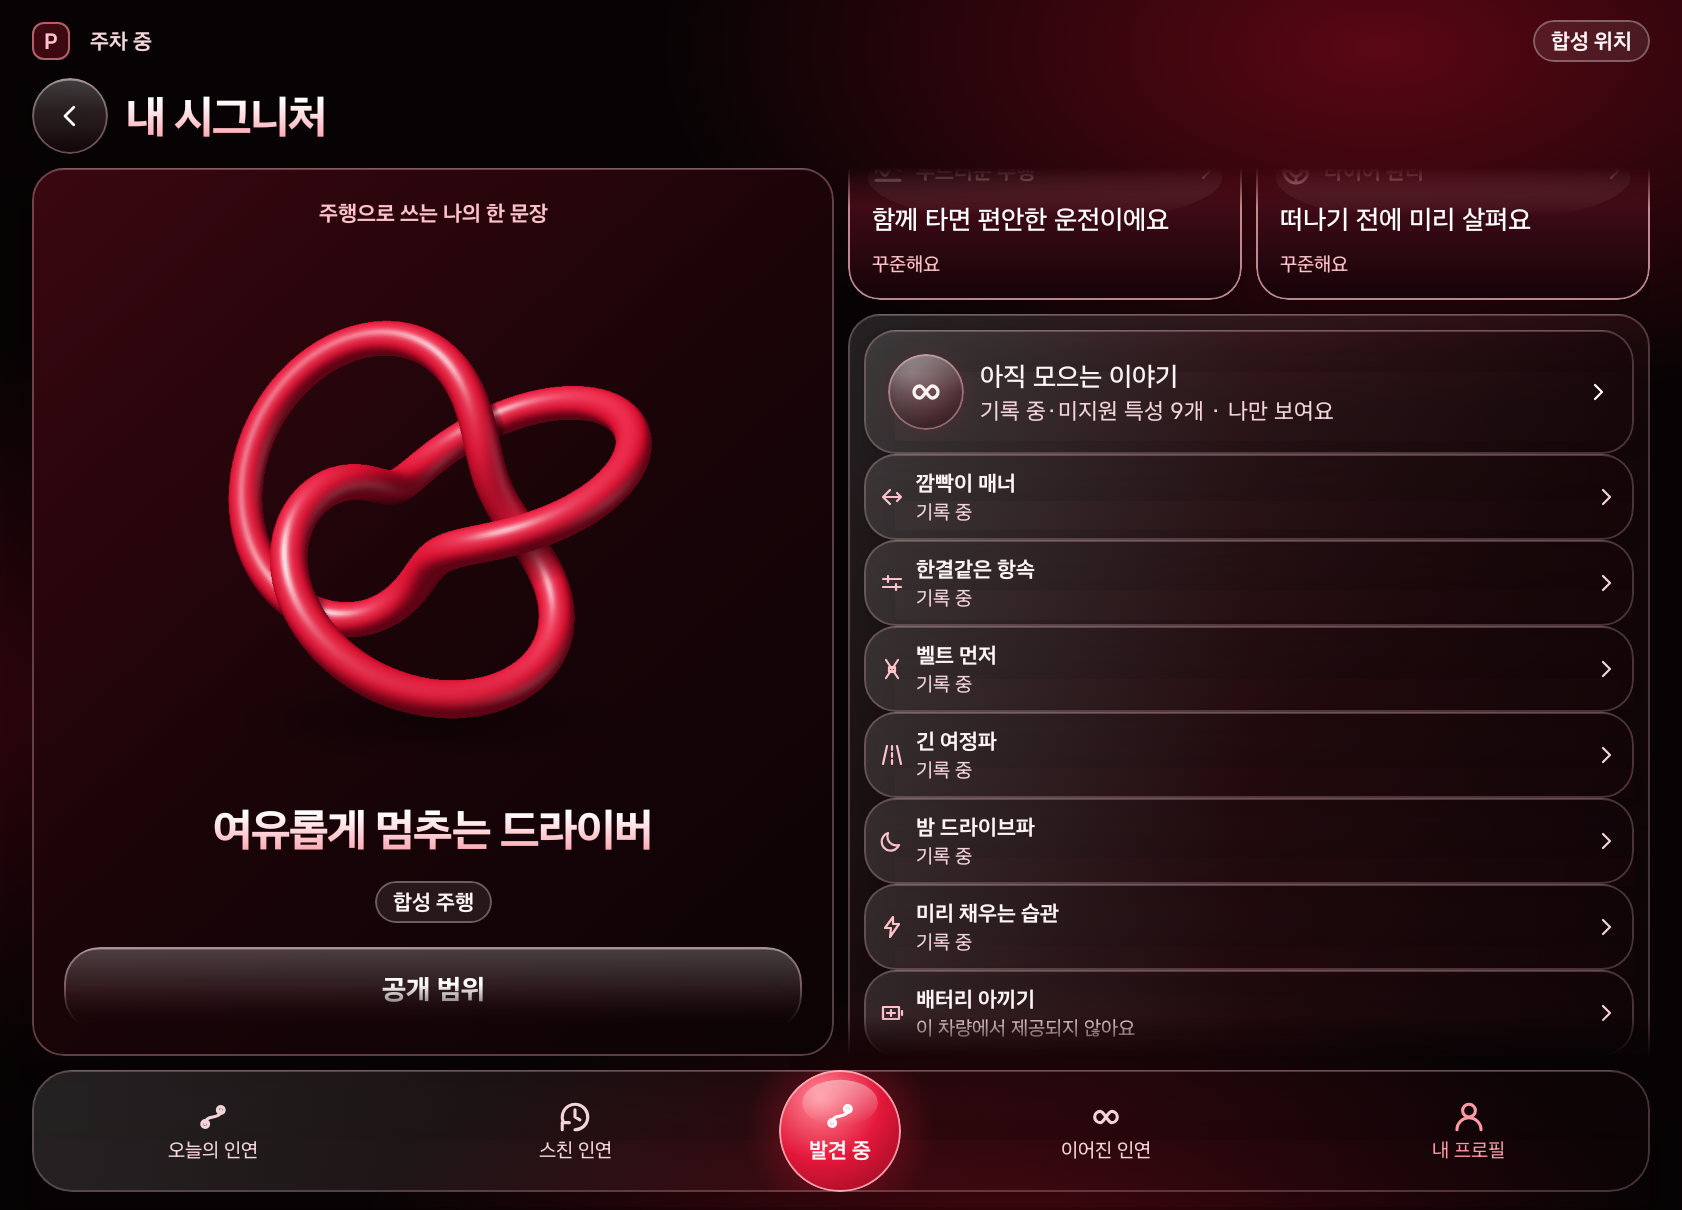 P 주차 중
합성 위치
내 시그니처
주행으로 쓰는 나의 한 문장
여유롭게 멈추는 드라이버
합성 주행
공개 범위
함께 타면 편안한 운전이에요
꾸준해요
떠나기 전에 미리 살펴요
꾸준해요
아직 모으는 이야기
기록 중·미지원 특성 9개 · 나만 보여요
깜빡이 매너
기록 중
한결같은 항속
기록 중
벨트 먼저
기록 중
긴 여정파
기록 중
밤 드라이브파
기록 중
미리 채우는 습관
기록 중
배터리 아끼기
이 차량에서 제공되지 않아요
오늘의 인연
스친 인연
발견 중
이어진 인연
내 프로필